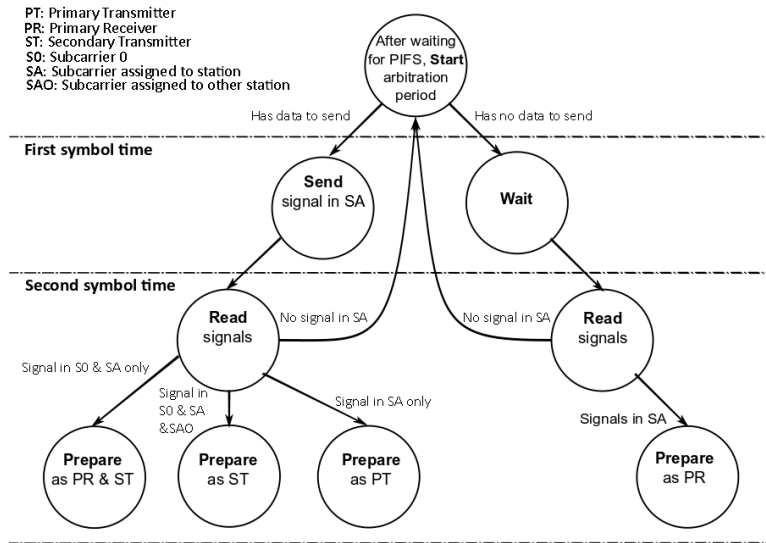 PT: Primary Transmitter
PR: Primary Receiver
ST: Secondary Transmitter
S0: Subcarrier 0
SA: Subcarrier assigned to station
SAO: Subcarrier assigned to other station
After waiting
for PIFS, Start
arbitration
period
Has data to send
Has no data to send
First symbol time
Send
signal in SA
Wait
Second symbol time
Read
signals
No signal in SA
No signal in SA
Read
signals
Signal in S0 & SA only
Signal in
S0 & SA
&SAO
Signal in SA only
Signals in SA
Prepare
as PR & ST
Prepare
as ST
Prepare
as PT
Prepare
as PR